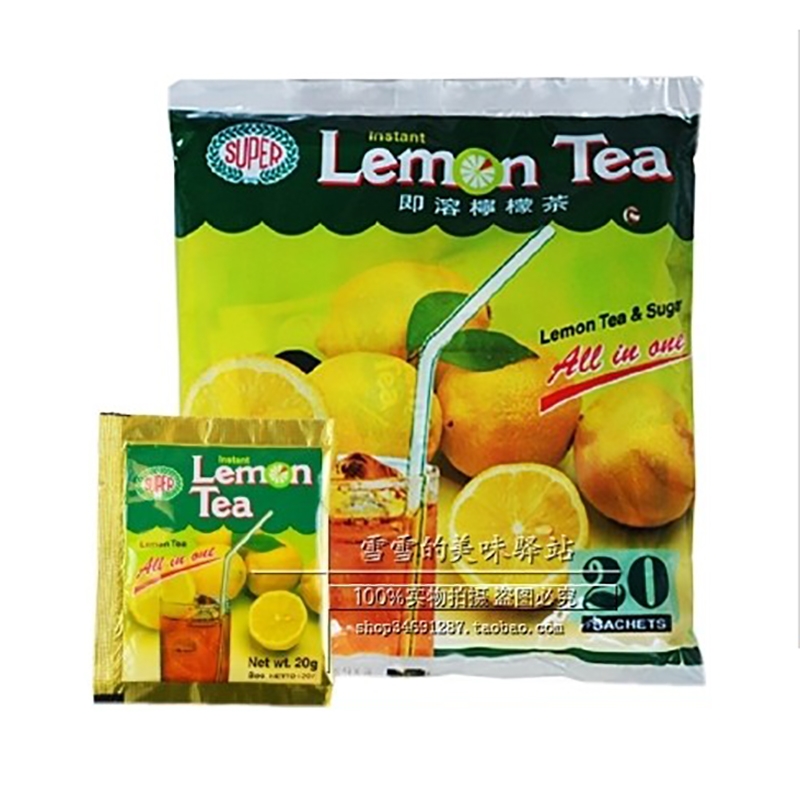 SUPER
Instant
Lemon Tea
即溶檸檬茶
Lemon Tea & Sugar
All in one
Instant
SUPER
Lemon
Tea
Lemon Tea
All in one
雪雪的美味驿站
100%实物拍摄 盗图必究
20
SACHETS
shop34691287.taobao.com
Net wt. 20g